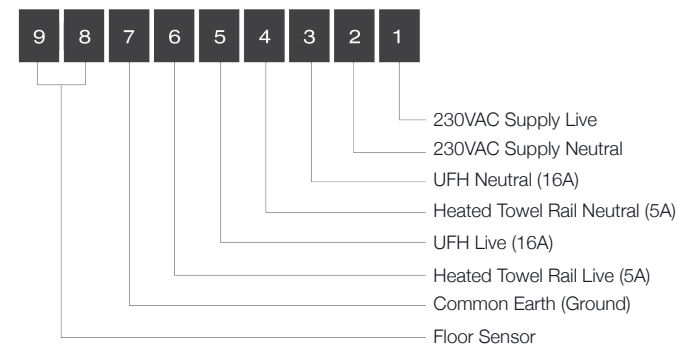 9 8 7 6 5 4 3 2 1
230VAC Supply Live
230VAC Supply Neutral
UFH Neutral (16A)
Heated Towel Rail Neutral (5A)
UFH Live (16A)
Heated Towel Rail Live (5A)
Common Earth (Ground)
Floor Sensor